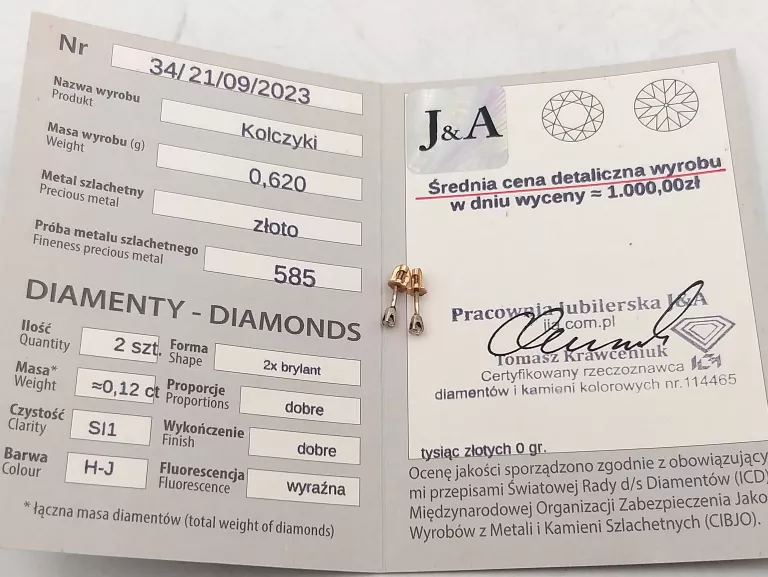 Nr 34/21/09/2023
Nazwa wyrobu
Produkt
Kolczyki
Masa wyrobu (g)
Weight
0,620
Metal szlachetny
Precious metal
złoto
Próba metalu szlachetnego
Fineness precious metal
585
DIAMENTY - DIAMONDS
Ilość
Quantity
2 szt.
Forma
Shape
2x brylant
Masa*
Weight
≈0,12 ct
Proporcje
Proportions
dobre
Czystość
Clarity
SI1
Wykończenie
Finish
dobre
Barwa
Colour
H-J
Fluorescencja
Fluorescence
wyraźna
* łączna masa diamentów (total weight of diamonds)
J&A
Średnia cena detaliczna wyrobu
w dniu wyceny ≈ 1.000,00zł
Pracownia Jubilerska J&A
jja.com.pl
Tomasz Krawceniuk
Certyfikowany rzeczoznawca
diamentów i kamieni kolorowych nr.114465
tysiąc złotych 0 gr.
Ocenę jakości sporządzono zgodnie z obowiązujący
mi przepisami Światowej Rady d/s Diamentów (ICD)
Międzynarodowej Organizacji Zabezpieczenia Jako
Wyrobów z Metali i Kamieni Szlachetnych (CIBJO).